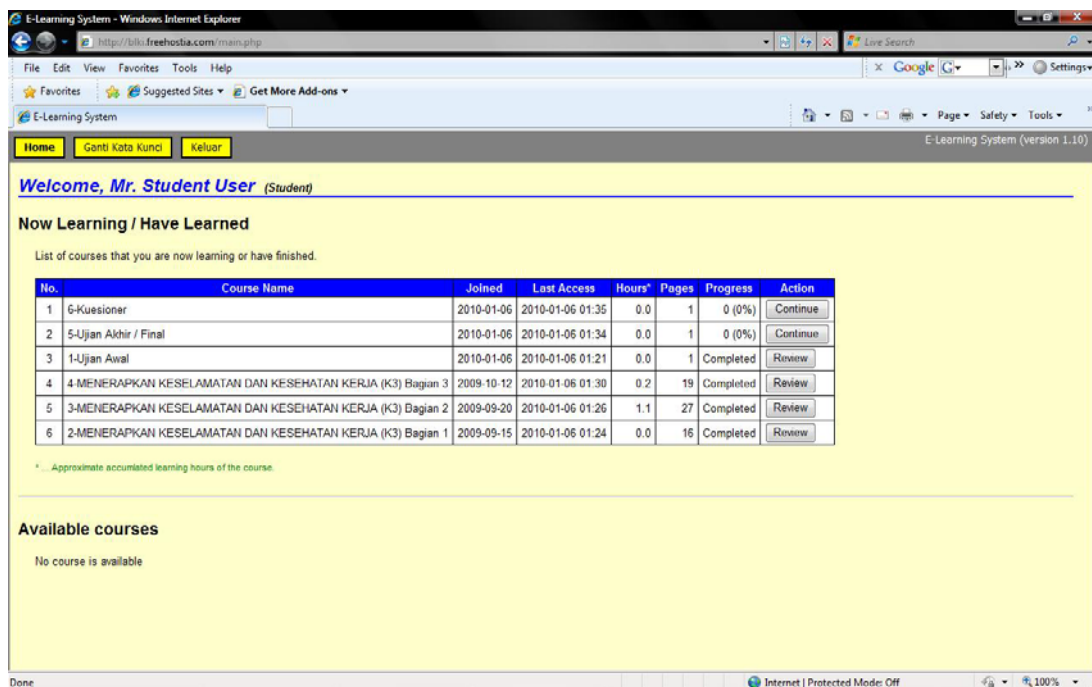 E-Learning System - Windows Internet Explorer
http://blki.freehostia.com/main.php
Live Search
File Edit View Favorites Tools Help
Google G
Settings
Favorites Suggested Sites Get More Add-ons
E-Learning System
Page Safety Tools
Home Ganti Kata Kunci Keluar
E-Learning System (version 1.10)
Welcome, Mr. Student User (Student)
Now Learning / Have Learned
List of courses that you are now learning or have finished.
No. Course Name Joined Last Access Hours* Pages Progress Action
1 6-Kuesioner 2010-01-06 2010-01-06 01:35 0.0 1 0 (0%) Continue
2 5-Ujian Akhir / Final 2010-01-06 2010-01-06 01:34 0.0 1 0 (0%) Continue
3 1-Ujian Awal 2010-01-06 2010-01-06 01:21 0.0 1 Completed Review
4 4-MENERAPKAN KESELAMATAN DAN KESEHATAN KERJA (K3) Bagian 3 2009-10-12 2010-01-06 01:30 0.2 19 Completed Review
5 3-MENERAPKAN KESELAMATAN DAN KESEHATAN KERJA (K3) Bagian 2 2009-09-20 2010-01-06 01:26 1.1 27 Completed Review
6 2-MENERAPKAN KESELAMATAN DAN KESEHATAN KERJA (K3) Bagian 1 2009-09-15 2010-01-06 01:24 0.0 16 Completed Review
* ... Approximate accumlated learning hours of the course.
Available courses
No course is available
Done
Internet | Protected Mode: Off
100%